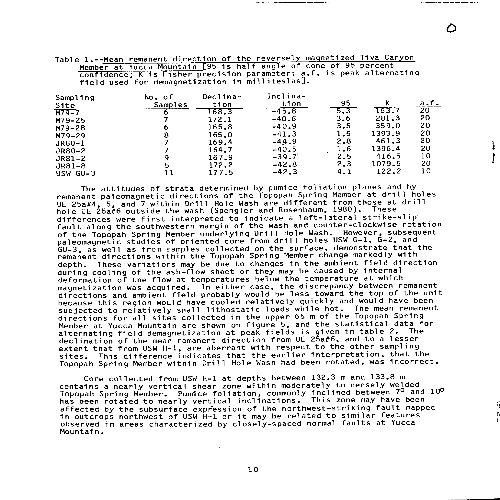 Table 1.--Mean remanent direction of the reversely magnetized Tiva Canyon
Member at Yucca Mountain [95 is half angle of cone of 95 percent
confidence; K is Fisher precision parameter; a.f. is peak alternating
field used for demagnetization in milliteslas].
Sampling No. of Declina- Inclina-
Site Samples tion tion 95 K a.f.
M79-7 6 168.3 -45.6 5.3 163.7 20
M79-25 7 172.1 -40.6 3.6 201.3 20
M79-28 6 165.8 -40.9 3.5 359.0 20
M79-29 8 165.0 -41.3 1.5 1393.9 20
JR80-1 7 169.4 -44.9 2.8 461.3 20
JR80-2 7 164.7 -40.5 1.6 1396.4 20
JR81-2 9 167.9 -39.7 2.5 416.5 10
JR81-8 5 172.2 -42.8 2.3 1079.6 20
USW GU-3 11 177.5 -42.3 4.1 122.2 10
The attitudes of strata determined by pumice foliation planes and by
remanent paleomagnetic directions of the Topopah Spring Member at drill holes
UE 25a#4, 5, and 7 within Drill Hole Wash are different from those at drill
hole UE 25a#6 outside the wash (Spengler and Rosenbaum, 1980). These
differences were first interpreted to indicate a left-lateral strike-slip
fault along the southwestern margin of the wash and counter-clockwise rotation
of the Topopah Spring Member underlying Drill Hole Wash. However, subsequent
paleomagnetic studies of oriented core from drill holes USW G-1, G-2, and
GU-3, as well as from samples collected on the surface, demonstrate that the
remanent directions within the Topopah Spring Member change markedly with
depth. These variations may be due to changes in the ambient field direction
during cooling of the ash-flow sheet or they may be caused by internal
deformation of the flow at temperatures below the temperature at which
magnetization was acquired. In either case, the discrepancy between remanent
directions and ambient field probably would be less toward the top of the unit
because this region would have cooled relatively quickly and would have been
subjected to relatively small lithostatic loads while hot. The mean remanent
directions for all sites collected in the upper 65 m of the Topopah Spring
Member at Yucca Mountain are shown on figure 5, and the statistical data for
alternating field demagnetization at peak fields is given in table 2. The
declination of the mean remanent direction from UE 25a#6, and to a lesser
extent that from USW H-1, are aberrant with respect to the other sampling
sites. This difference indicates that the earlier interpretation, that the
Topopah Spring Member within Drill Hole Wash had been rotated, was incorrect.
Core collected from USW H-1 at depths between 132.3 m and 133.8 m
contains a nearly vertical shear zone within moderately to densely welded
Topopah Spring Member. Pumice foliation, commonly inclined between 7° and 10°
has been rotated to nearly vertical inclinations. This zone may have been
affected by the subsurface expression of the northwest-striking fault mapped
in outcrops northwest of USW H-1 or it may be related to similar features
observed in areas characterized by closely-spaced normal faults at Yucca
Mountain.
10